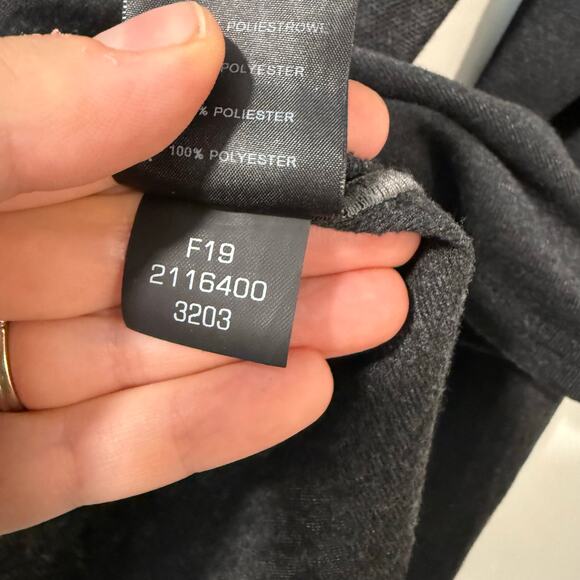 POLIESTROWE
POLYESTER
% POLIESTER
100% POLYESTER
F19
2116400
3203